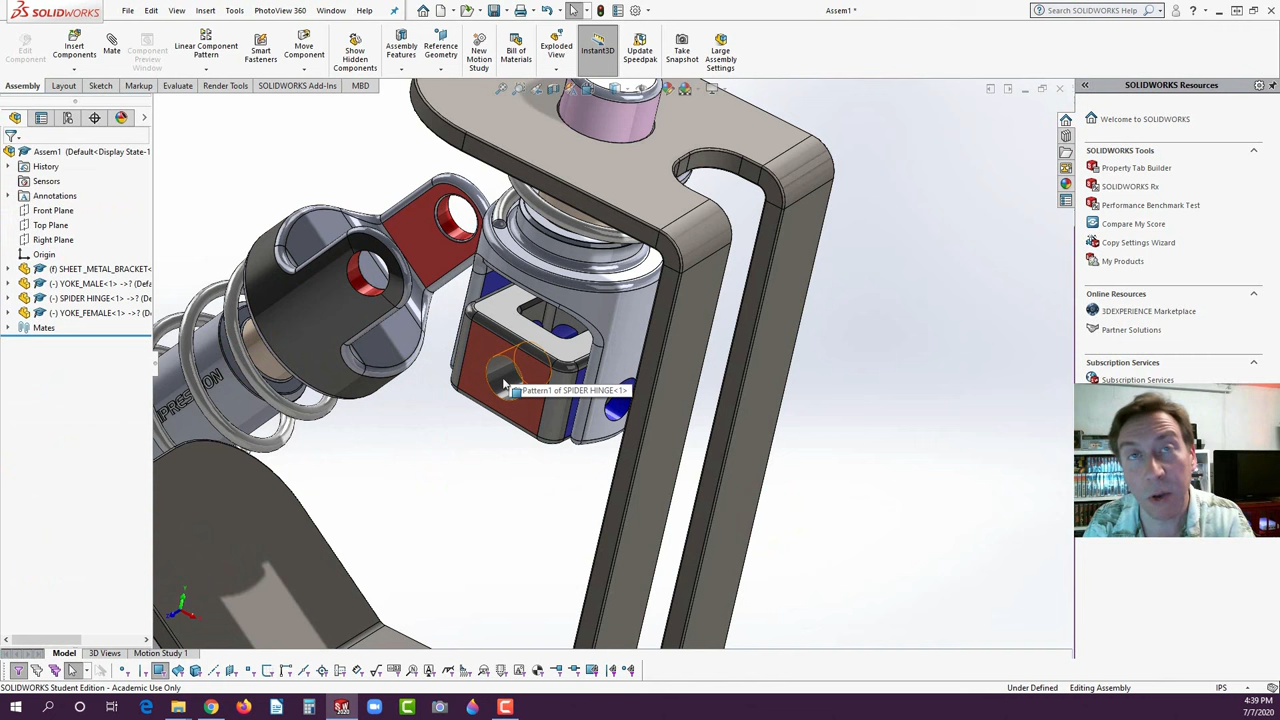 SOLIDWORKS
File Edit View Insert Tools PhotoView 360 Window Help
Assem1 *
Search SOLIDWORKS Help
Edit Component
Insert Components
Mate
Component Preview Window
Linear Component Pattern
Smart Fasteners
Move Component
Show Hidden Components
Assembly Features
Reference Geometry
New Motion Study
Bill of Materials
Exploded View
Instant3D
Update Speedpak
Take Snapshot
Large Assembly Settings
Assembly Layout Sketch Markup Evaluate Render Tools SOLIDWORKS Add-Ins MBD
Assem1 (Default<Display State-1
History
Sensors
Annotations
Front Plane
Top Plane
Right Plane
Origin
(f) SHEET_METAL_BRACKET<
(-) YOKE_MALE<1> ->? (Defa
(-) SPIDER HINGE<1> ->? (De
(-) YOKE_FEMALE<1> ->? (De
Mates
PRESSION
Pattern1 of SPIDER HINGE<1>
SOLIDWORKS Resources
Welcome to SOLIDWORKS
SOLIDWORKS Tools
Property Tab Builder
SOLIDWORKS Rx
Performance Benchmark Test
Compare My Score
Copy Settings Wizard
My Products
Online Resources
3DEXPERIENCE Marketplace
Partner Solutions
Subscription Services
Subscription Services
Model 3D Views Motion Study 1
SOLIDWORKS Student Edition - Academic Use Only
Under Defined Editing Assembly IPS
4:39 PM
7/7/2020